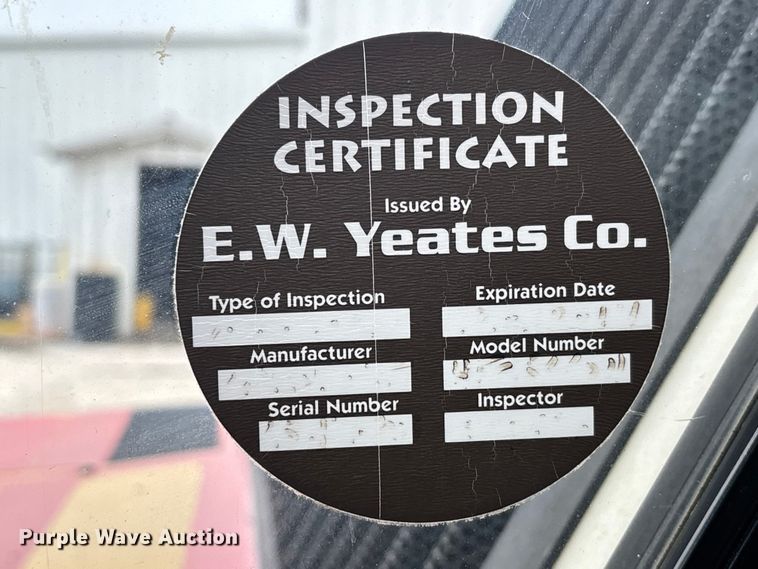 INSPECTION
CERTIFICATE
Issued By
E.W. Yeates Co.
Type of Inspection
Expiration Date
Manufacturer
Model Number
Serial Number
Inspector
Purple Wave Auction